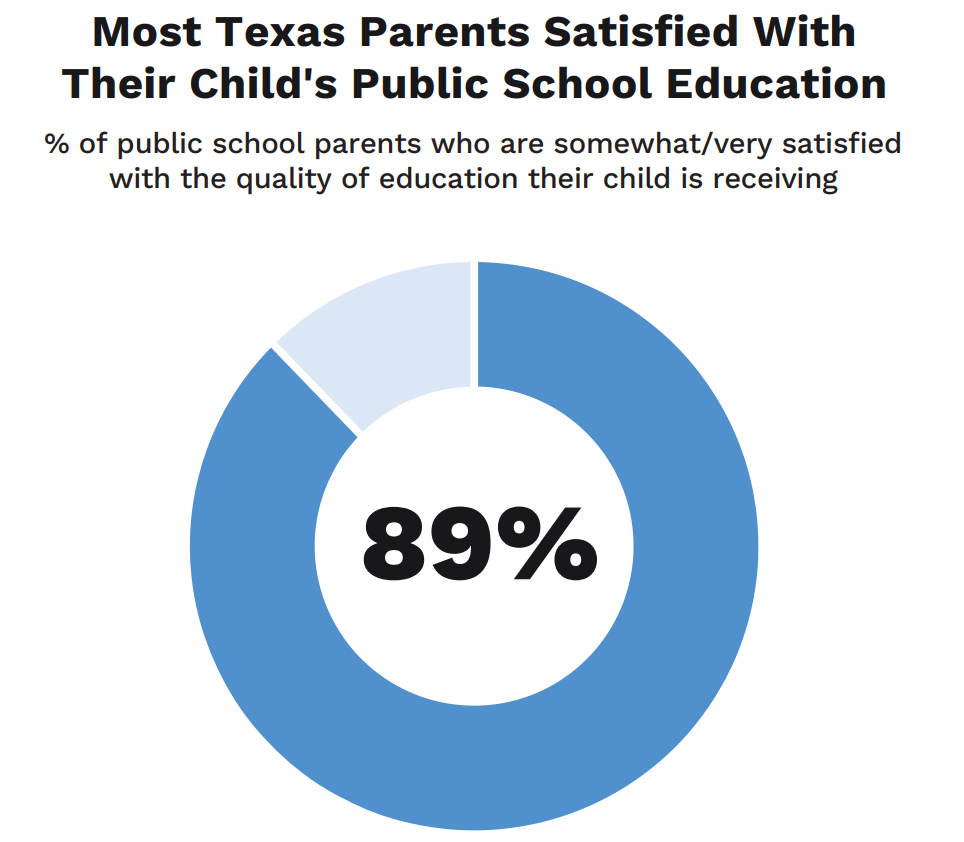 Most Texas Parents Satisfied With
Their Child's Public School Education
% of public school parents who are somewhat/very satisfied
with the quality of education their child is receiving
89%